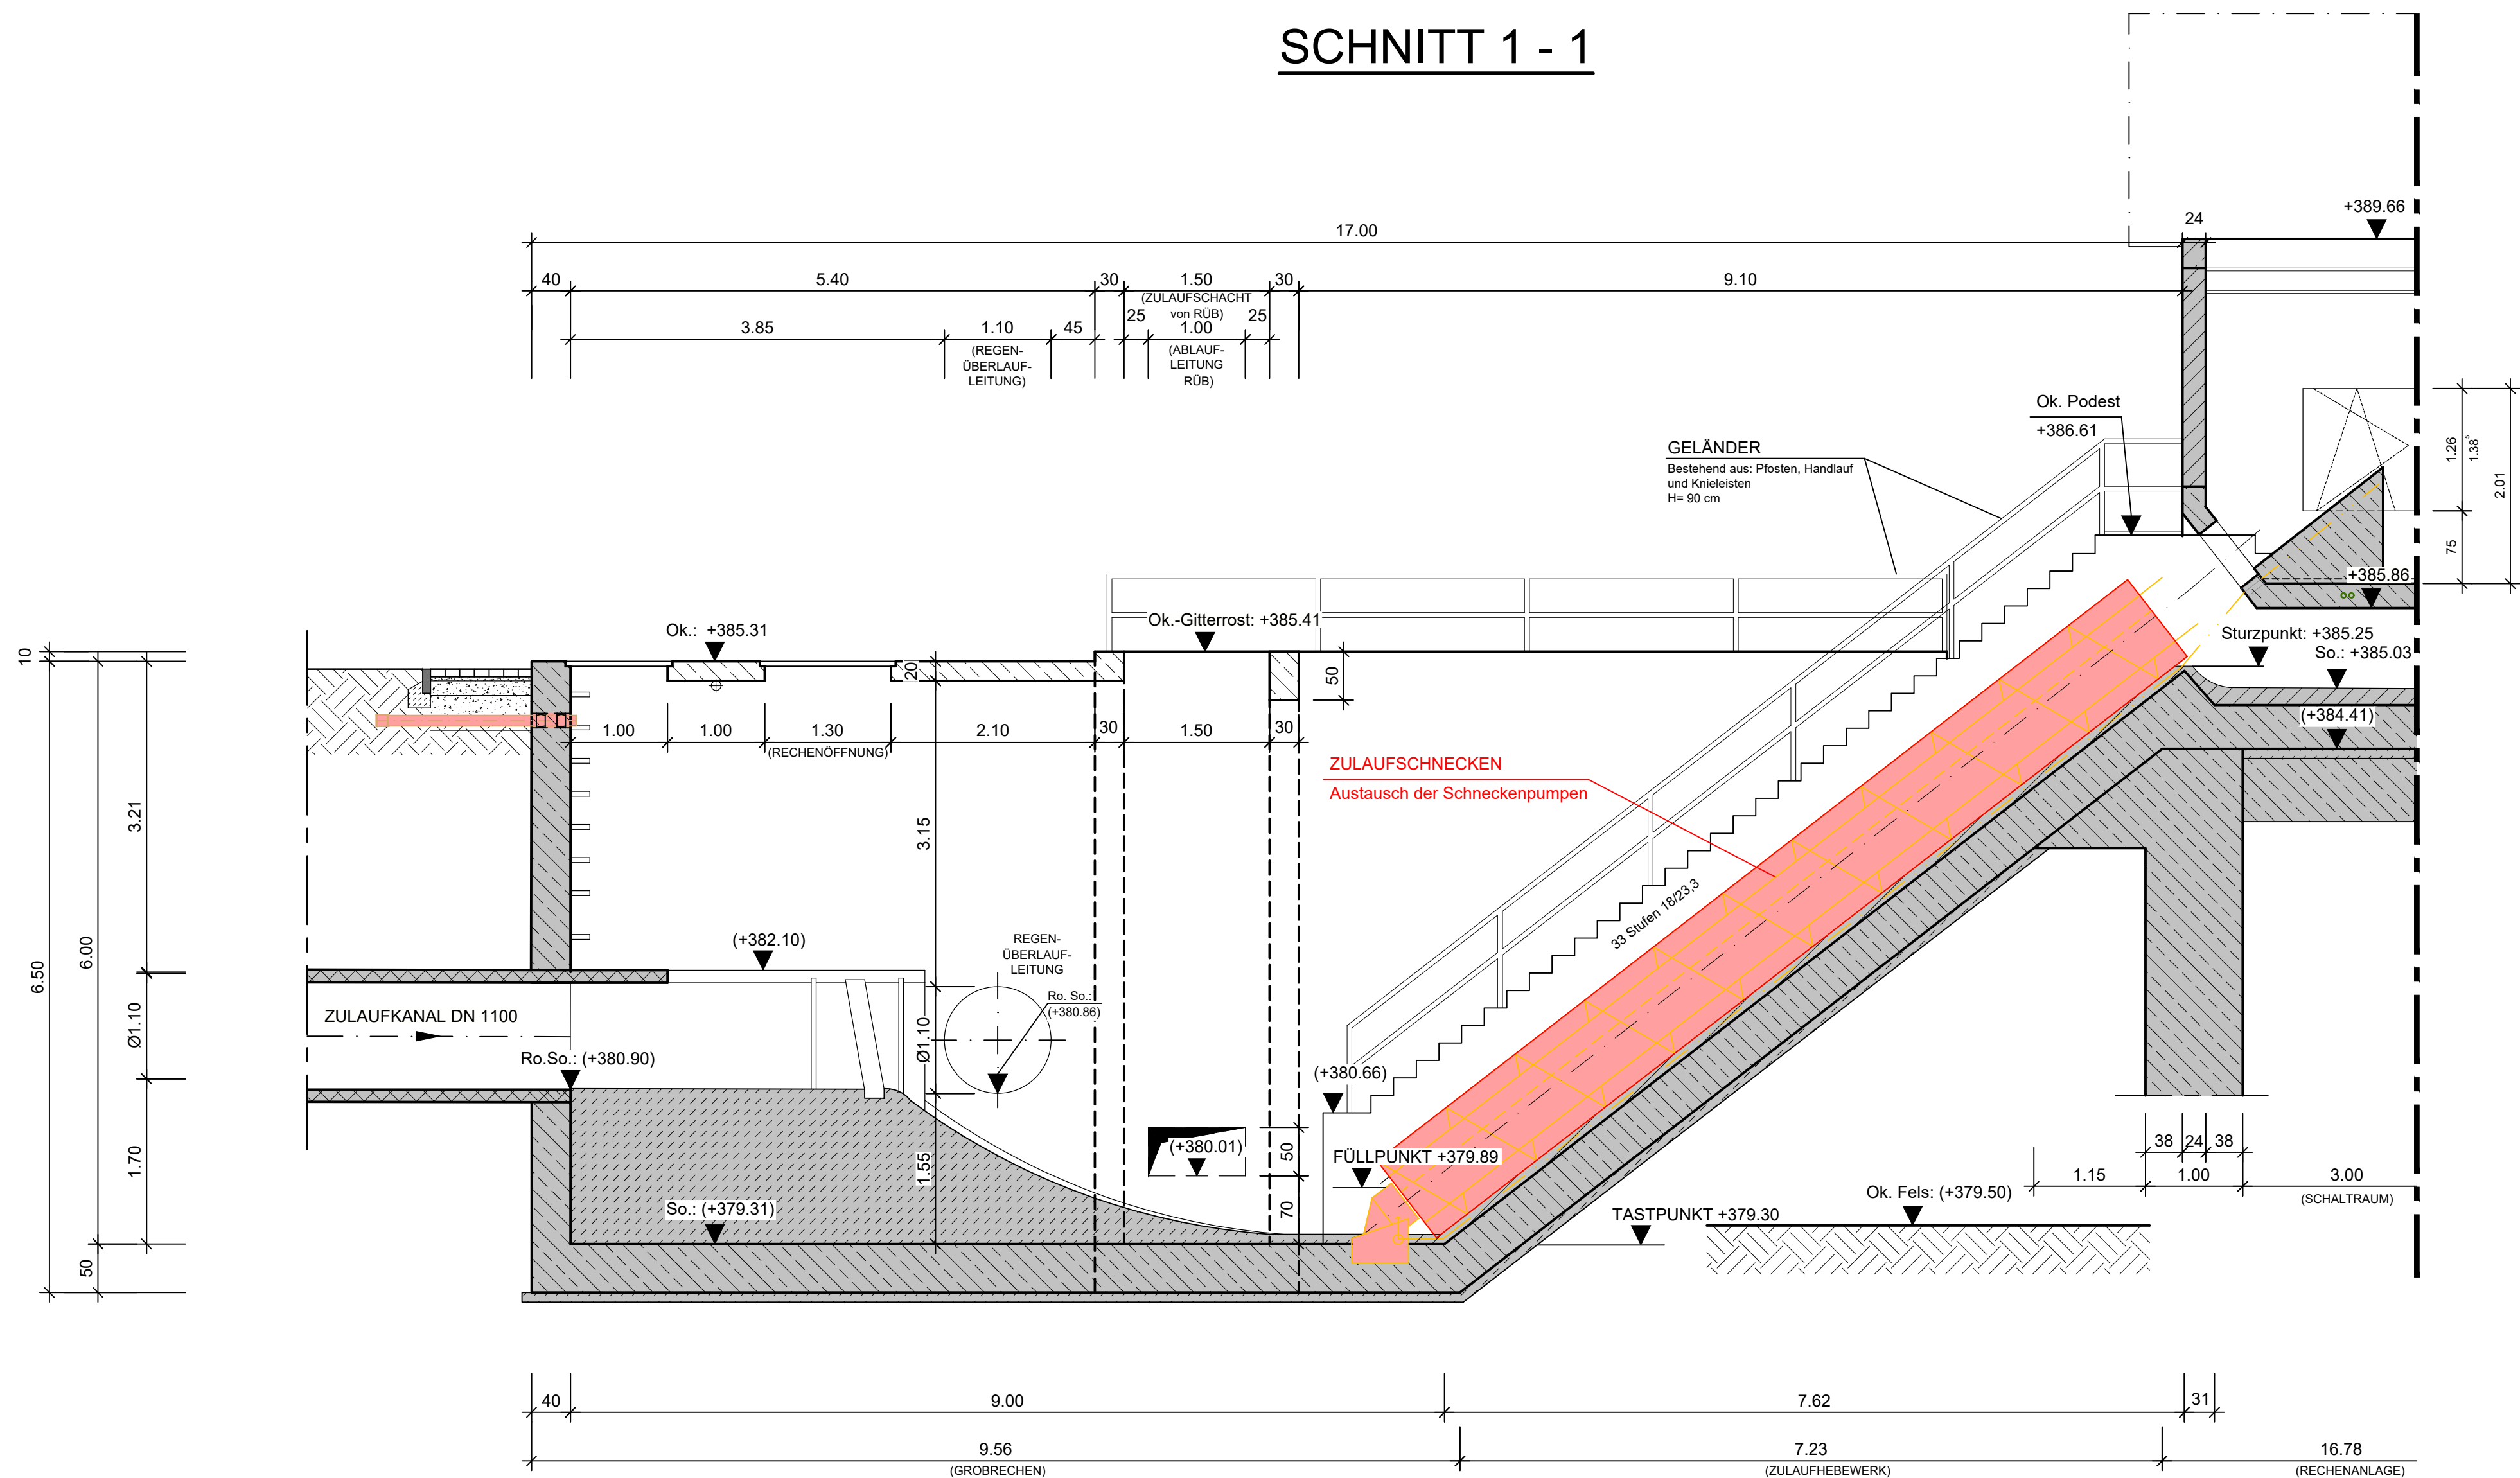 SCHNITT 1 - 1
+389.66
24
17.00
40
5.40
30
1.50
30
9.10
(ZULAUFSCHACHT
von RÜB)
3.85
1.10
45
25
1.00
25
(REGEN-
ÜBERLAUF-
LEITUNG)
(ABLAUF-
LEITUNG
RÜB)
Ok. Podest
+386.61
GELÄNDER
Bestehend aus: Pfosten, Handlauf
und Knieleisten
H= 90 cm
1.26
1.38⁵
2.01
75
+385.86
Ok.: +385.31
Ok.-Gitterrost: +385.41
Sturzpunkt: +385.25
So.: +385.03
(+384.41)
10
20
50
1.00
1.00
1.30
2.10
30
1.50
30
(RECHENÖFFNUNG)
ZULAUFSCHNECKEN
Austausch der Schneckenpumpen
3.21
3.15
33 Stufen 18/23,3
6.50
6.00
(+382.10)
REGEN-
ÜBERLAUF-
LEITUNG
Ro. So.:
(+380.86)
ZULAUFKANAL DN 1100
Ø1.10
Ø1.10
Ro.So.: (+380.90)
(+380.66)
1.70
1.55
(+380.01)
50
FÜLLPUNKT +379.89
38
24
38
1.15
1.00
3.00
(SCHALTRAUM)
Ok. Fels: (+379.50)
So.: (+379.31)
70
TASTPUNKT +379.30
50
40
9.00
7.62
31
9.56
7.23
16.78
(GROBRECHEN)
(ZULAUFHEBEWERK)
(RECHENANLAGE)